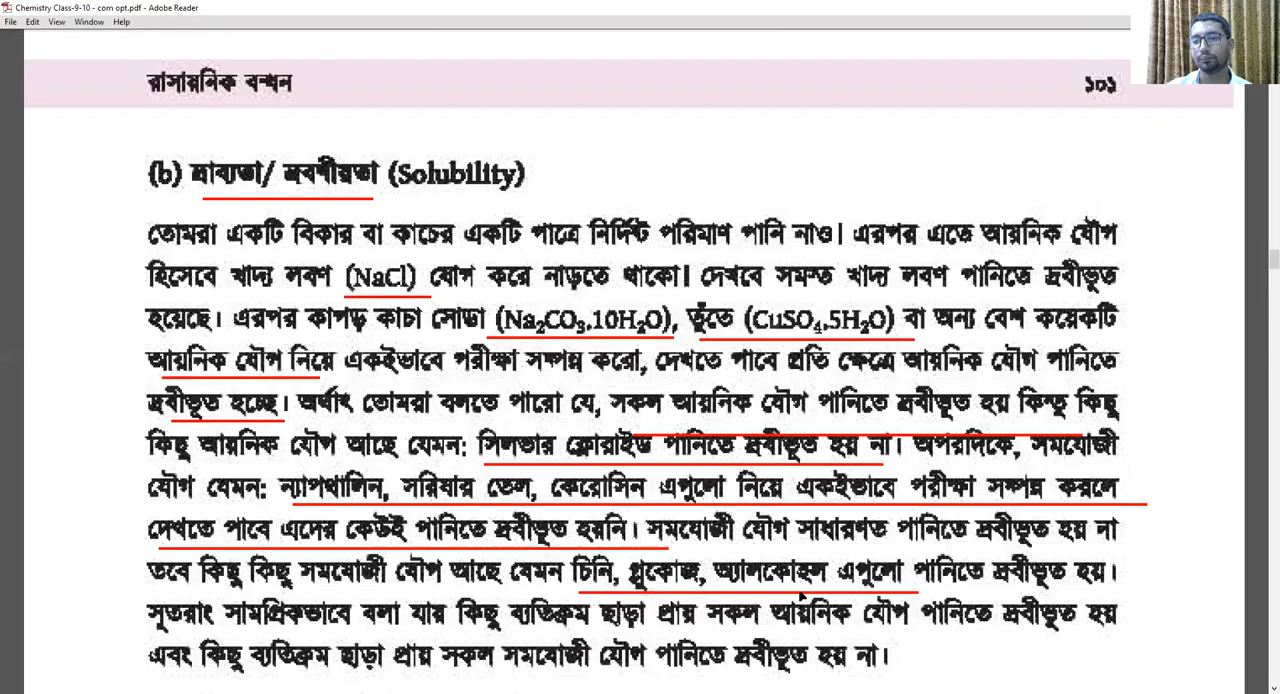 Chemistry Class-9-10 - com opt.pdf - Adobe Reader
File Edit View Window Help
রাসায়নিক বন্ধন ১০১
(b) দ্রাব্যতা/ দ্রবণীয়তা (Solubility)
তোমরা একটি বিকার বা কাচের একটি পাত্রে নির্দিষ্ট পরিমাণ পানি নাও। এরপর এতে আয়নিক যৌগ
হিসেবে খাদ্য লবণ (NaCl) যোগ করে নাড়তে থাকো। দেখবে সমস্ত খাদ্য লবণ পানিতে দ্রবীভূত
হয়েছে। এরপর কাপড় কাচা সোডা (Na₂CO₃.10H₂O), তুঁতে (CuSO₄.5H₂O) বা অন্য বেশ কয়েকটি
আয়নিক যৌগ নিয়ে একইভাবে পরীক্ষা সম্পন্ন করো, দেখতে পাবে প্রতি ক্ষেত্রে আয়নিক যৌগ পানিতে
দ্রবীভূত হচ্ছে। অর্থাৎ তোমরা বলতে পারো যে, সকল আয়নিক যৌগ পানিতে দ্রবীভূত হয় কিন্তু কিছু
কিছু আয়নিক যৌগ আছে যেমন: সিলভার ক্লোরাইড পানিতে দ্রবীভূত হয় না। অপরদিকে, সমযোজী
যৌগ যেমন: ন্যাপথালিন, সরিষার তেল, কেরোসিন এগুলো নিয়ে একইভাবে পরীক্ষা সম্পন্ন করলে
দেখতে পাবে এদের কেউই পানিতে দ্রবীভূত হয়নি। সমযোজী যৌগ সাধারণত পানিতে দ্রবীভূত হয় না
তবে কিছু কিছু সমযোজী যৌগ আছে যেমন চিনি, গ্লুকোজ, অ্যালকোহল এগুলো পানিতে দ্রবীভূত হয়।
সুতরাং সামগ্রিকভাবে বলা যায় কিছু ব্যতিক্রম ছাড়া প্রায় সকল আয়নিক যৌগ পানিতে দ্রবীভূত হয়
এবং কিছু ব্যতিক্রম ছাড়া প্রায় সকল সমযোজী যৌগ পানিতে দ্রবীভূত হয় না।